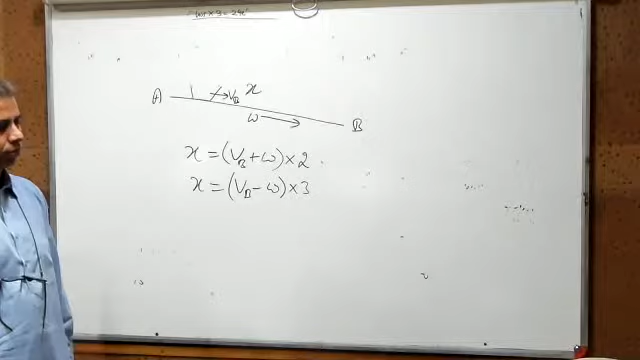 A V_B x
ω B
x = (V_B + ω) × 2
x = (V_B - ω) × 3